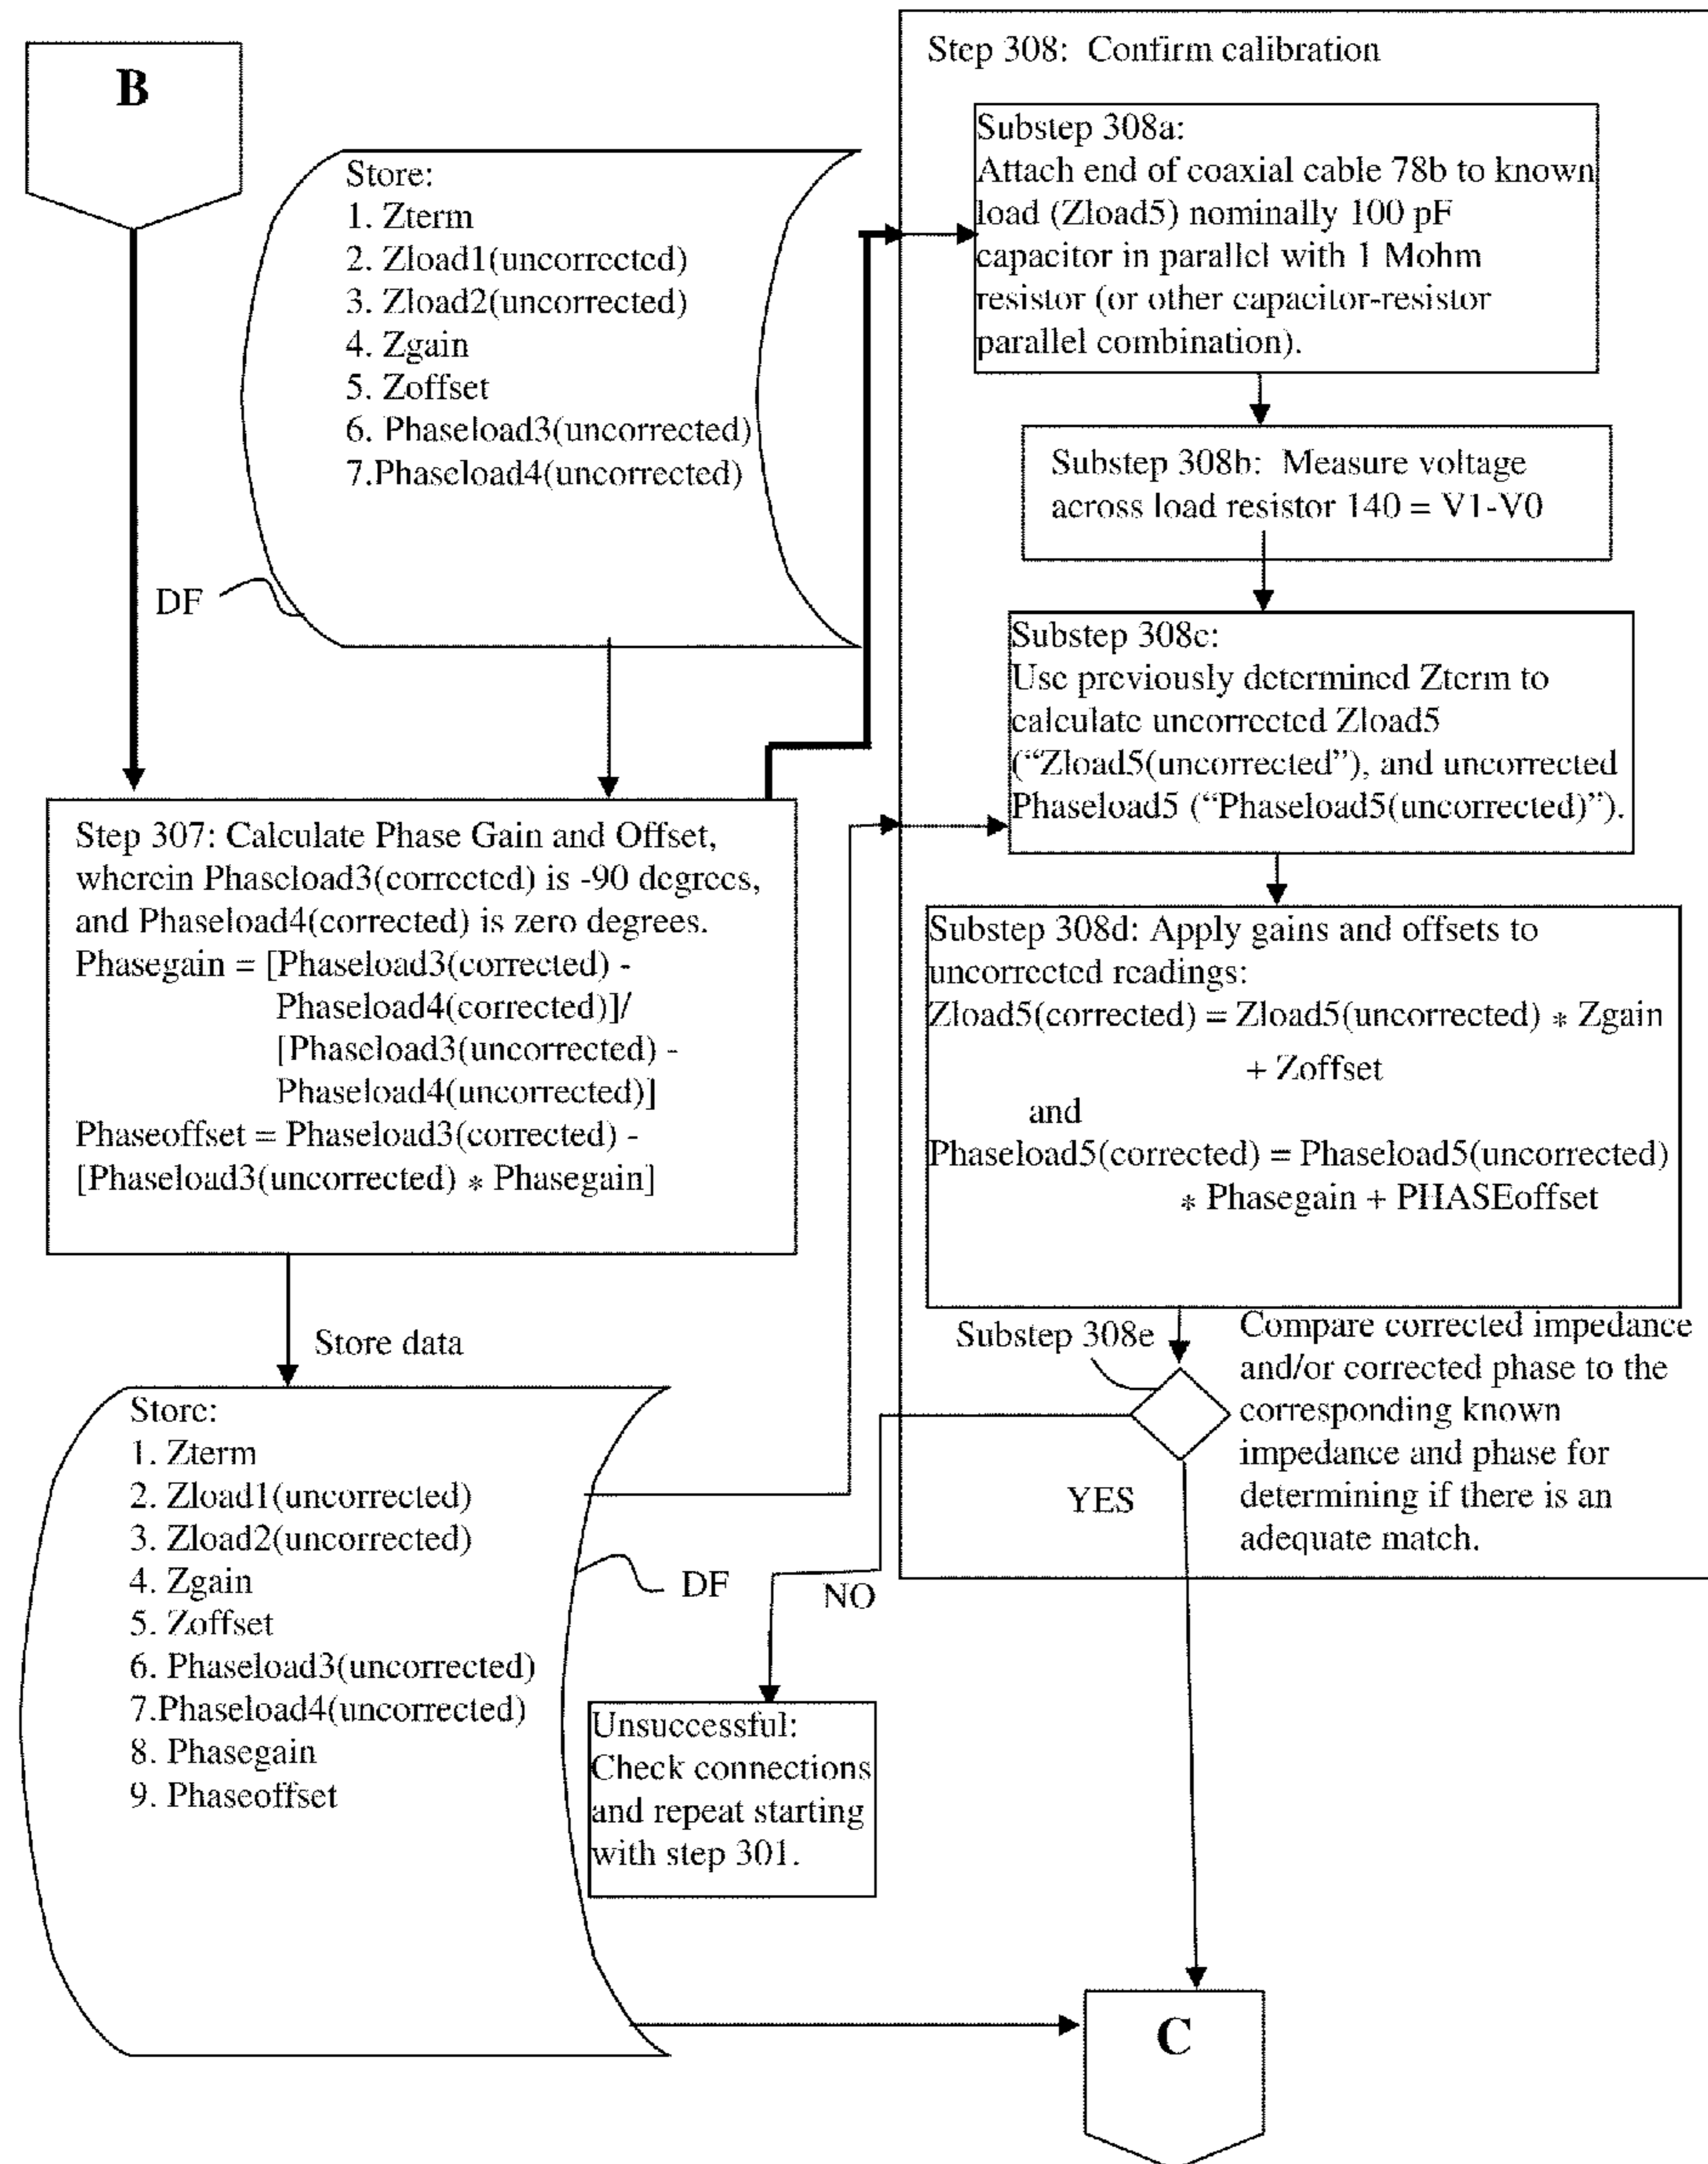 B
Store:
1. Zterm
2. Zload1(uncorrected)
3. Zload2(uncorrected)
4. Zgain
5. Zoffset
6. Phaseload3(uncorrected)
7.Phaseload4(uncorrected)
DF
Step 307: Calculate Phase Gain and Offset,
wherein Phaseload3(corrected) is -90 degrees,
and Phaseload4(corrected) is zero degrees.
Phasegain = [Phaseload3(corrected) -
Phaseload4(corrected)]/
[Phaseload3(uncorrected) -
Phaseload4(uncorrected)]
Phaseoffset = Phaseload3(corrected) -
[Phaseload3(uncorrected) * Phasegain]
Store data
Store:
1. Zterm
2. Zload1(uncorrected)
3. Zload2(uncorrected)
4. Zgain
5. Zoffset
6. Phaseload3(uncorrected)
7.Phaseload4(uncorrected)
8. Phasegain
9. Phaseoffset
DF
Step 308: Confirm calibration
Substep 308a:
Attach end of coaxial cable 78b to known
load (Zload5) nominally 100 pF
capacitor in parallel with 1 Mohm
resistor (or other capacitor-resistor
parallel combination).
Substep 308b: Measure voltage
across load resistor 140 = V1-V0
Substep 308c:
Use previously determined Zterm to
calculate uncorrected Zload5
(“Zload5(uncorrected”), and uncorrected
Phaseload5 (“Phaseload5(uncorrected)”).
Substep 308d: Apply gains and offsets to
uncorrected readings:
Zload5(corrected) = Zload5(uncorrected) * Zgain
+ Zoffset
and
Phaseload5(corrected) = Phaseload5(uncorrected)
* Phasegain + PHASEoffset
Substep 308e
Compare corrected impedance
and/or corrected phase to the
corresponding known
impedance and phase for
determining if there is an
adequate match.
YES
NO
Unsuccessful:
Check connections
and repeat starting
with step 301.
C